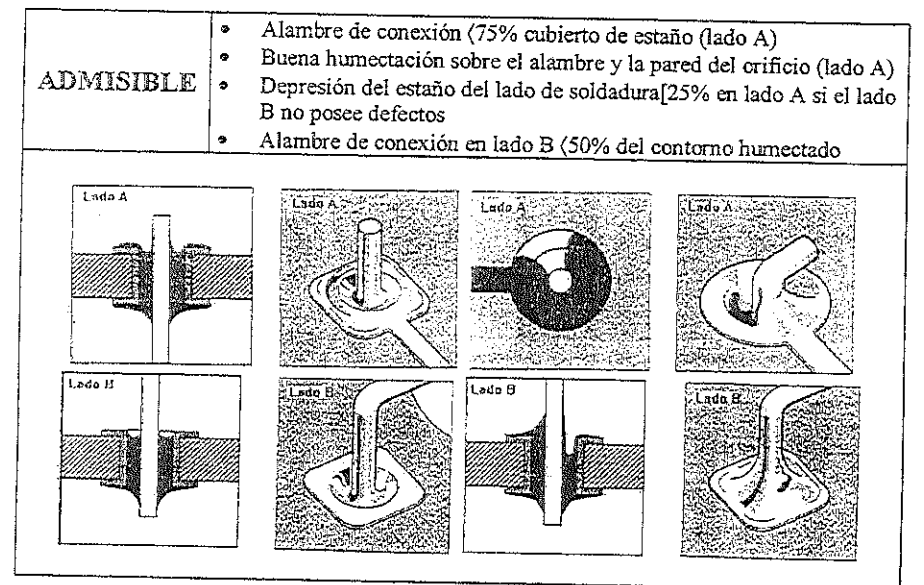 ADMISIBLE
• Alambre de conexión ⟨75% cubierto de estaño (lado A)
• Buena humectación sobre el alambre y la pared del orificio (lado A)
• Depresión del estaño del lado de soldadura[25% en lado A si el lado
B no posee defectos
• Alambre de conexión en lado B ⟨50% del contorno humectado
Lado A
Lado A
Lado A
Lado A
Lado B
Lado B
Lado B
Lado B